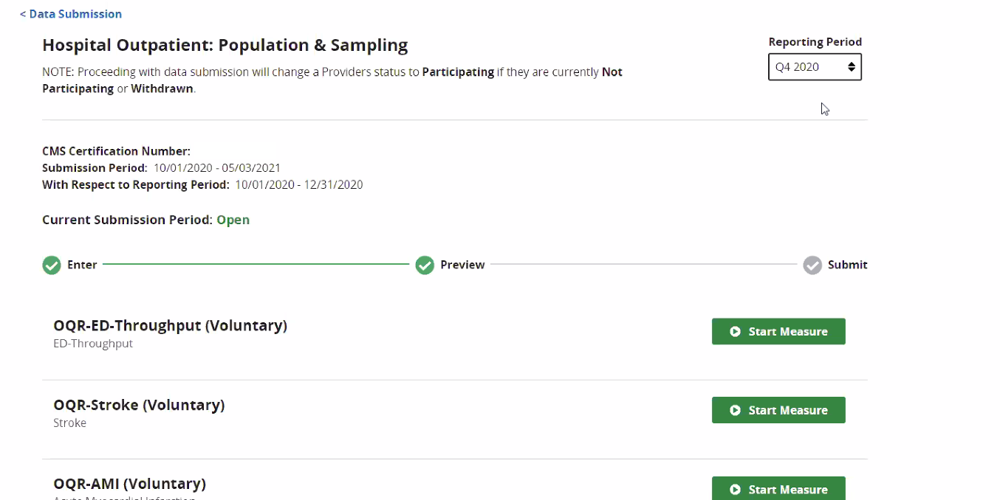 < Data Submission
Hospital Outpatient: Population & Sampling
Reporting Period
Q4 2020
NOTE: Proceeding with data submission will change a Providers status to Participating if they are currently Not
Participating or Withdrawn.
CMS Certification Number:
Submission Period: 10/01/2020 - 05/03/2021
With Respect to Reporting Period: 10/01/2020 - 12/31/2020
Current Submission Period: Open
Enter
Preview
Submit
OQR-ED-Throughput (Voluntary)
ED-Throughput
Start Measure
OQR-Stroke (Voluntary)
Stroke
Start Measure
OQR-AMI (Voluntary)
Acute Myocardial Infarction
Start Measure